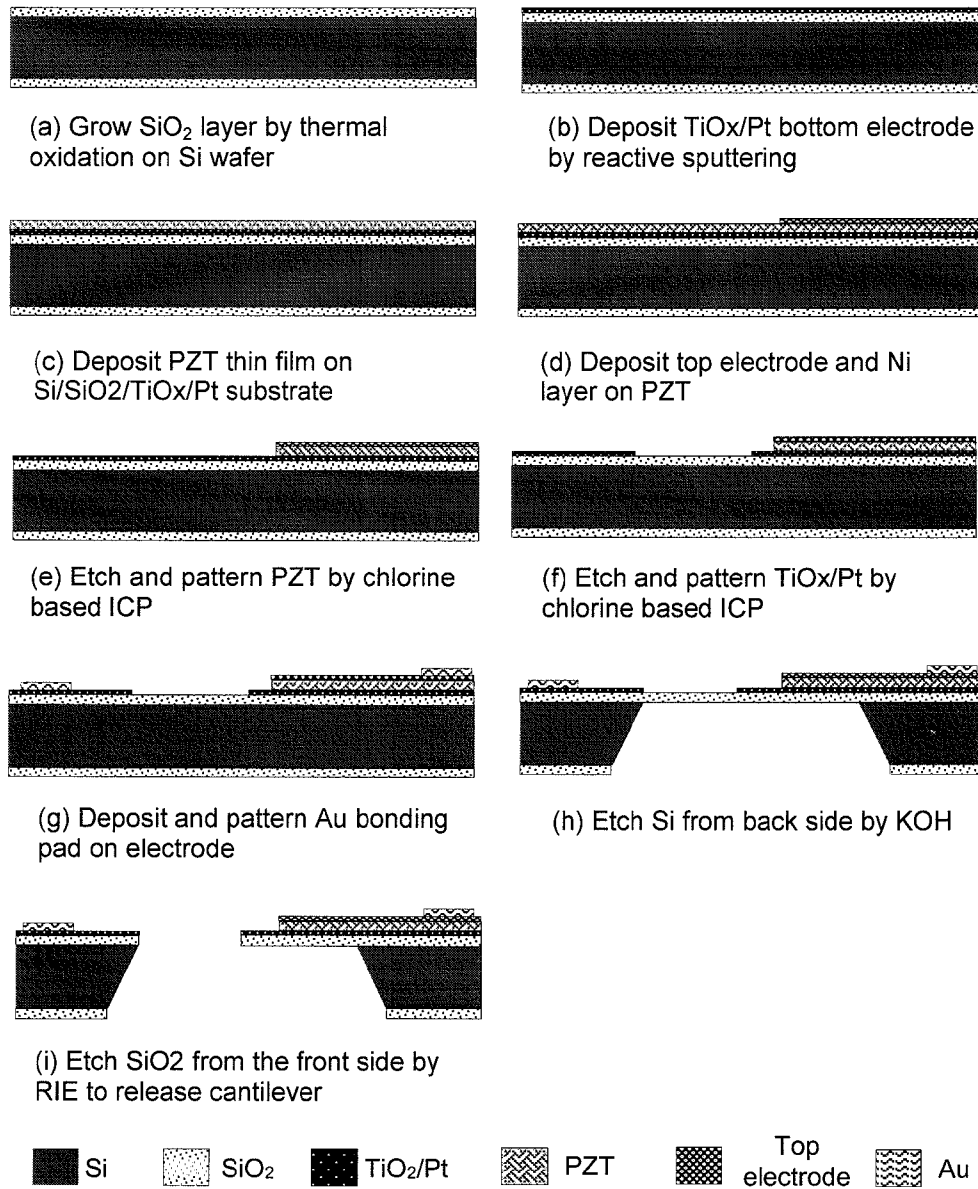 (a) Grow SiO₂ layer by thermal
oxidation on Si wafer
(b) Deposit TiOx/Pt bottom electrode
by reactive sputtering
(c) Deposit PZT thin film on
Si/SiO2/TiOx/Pt substrate
(d) Deposit top electrode and Ni
layer on PZT
(e) Etch and pattern PZT by chlorine
based ICP
(f) Etch and pattern TiOx/Pt by
chlorine based ICP
(g) Deposit and pattern Au bonding
pad on electrode
(h) Etch Si from back side by KOH
(i) Etch SiO2 from the front side by
RIE to release cantilever
Si
SiO₂
TiO₂/Pt
PZT
Top
electrode
Au